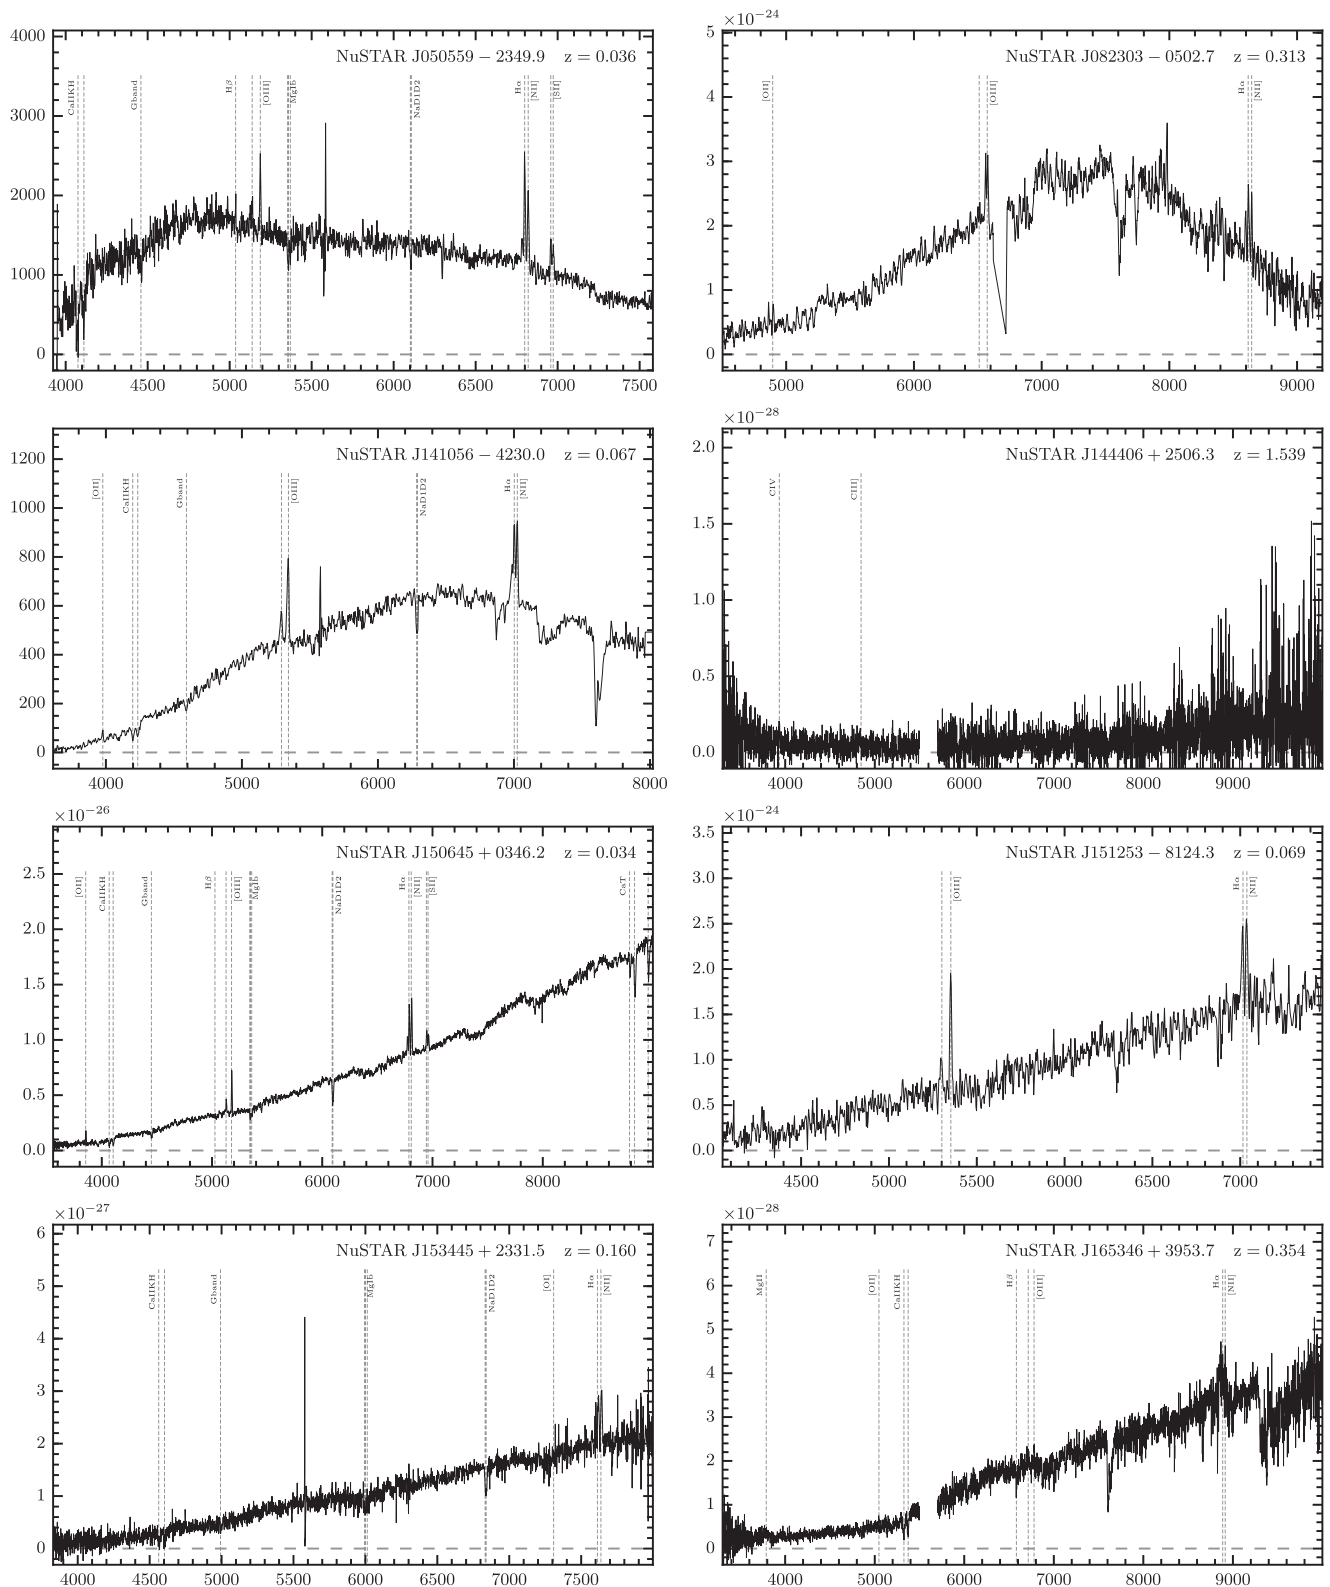 NuSTAR J050559 − 2349.9 z = 0.036
4000
3000
2000
1000
0
CaIIKH
Gband
Hβ
[OIII]
MgIb
NaD1D2
Hα
[NII]
[SII]
4000 4500 5000 5500 6000 6500 7000 7500
×10−24
NuSTAR J082303 − 0502.7 z = 0.313
5
4
3
2
1
0
[OII]
[OIII]
Hα
[NII]
5000 6000 7000 8000 9000
NuSTAR J141056 − 4230.0 z = 0.067
1200
1000
800
600
400
200
0
[OII]
CaIIKH
Gband
[OIII]
NaD1D2
Hα
[NII]
4000 5000 6000 7000 8000
×10−28
NuSTAR J144406 + 2506.3 z = 1.539
2.0
1.5
1.0
0.5
0.0
CIV
CIII]
4000 5000 6000 7000 8000 9000
×10−26
NuSTAR J150645 + 0346.2 z = 0.034
2.5
2.0
1.5
1.0
0.5
0.0
[OII]
CaIIKH
Gband
Hβ
[OIII]
MgIb
NaD1D2
Hα
[NII]
[SII]
CaT
4000 5000 6000 7000 8000
×10−24
NuSTAR J151253 − 8124.3 z = 0.069
3.5
3.0
2.5
2.0
1.5
1.0
0.5
0.0
[OIII]
Hα
[NII]
4500 5000 5500 6000 6500 7000
×10−27
NuSTAR J153445 + 2331.5 z = 0.160
6
5
4
3
2
1
0
CaIIKH
Gband
MgIb
NaD1D2
[OI]
Hα
[NII]
4000 4500 5000 5500 6000 6500 7000 7500
×10−28
NuSTAR J165346 + 3953.7 z = 0.354
7
6
5
4
3
2
1
0
MgII
[OII]
CaIIKH
Hβ
[OIII]
Hα
[NII]
4000 5000 6000 7000 8000 9000